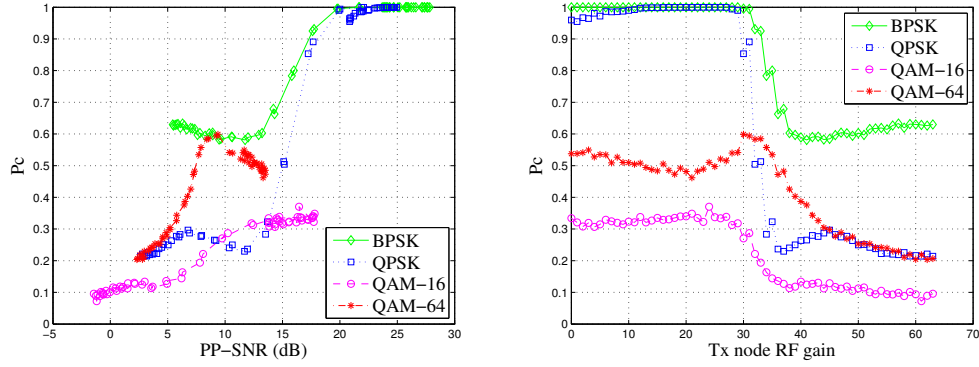 1
0.9
0.8
0.7
0.6
0.5
0.4
0.3
0.2
0.1
0
Pc
-5 0 5 10 15 20 25 30
PP-SNR (dB)
BPSK
QPSK
QAM-16
QAM-64
1
0.9
0.8
0.7
0.6
0.5
0.4
0.3
0.2
0.1
0
Pc
0 10 20 30 40 50 60 70
Tx node RF gain
BPSK
QPSK
QAM-16
QAM-64